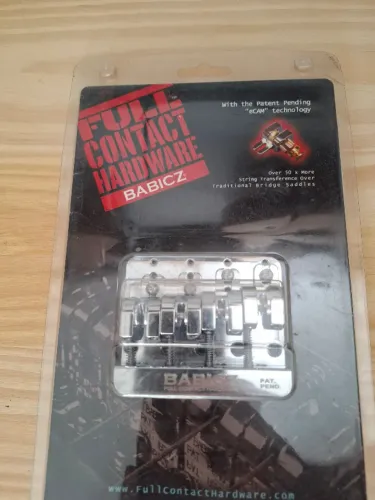 FULL
CONTACT
HARDWARE
BABICZ
With the Patent Pending
"eCAM" technology
Over 50 x More
String Transference Over
Traditional Bridge Saddles
BABICZ
PAT.
PEND.
www.FullContactHardware.com